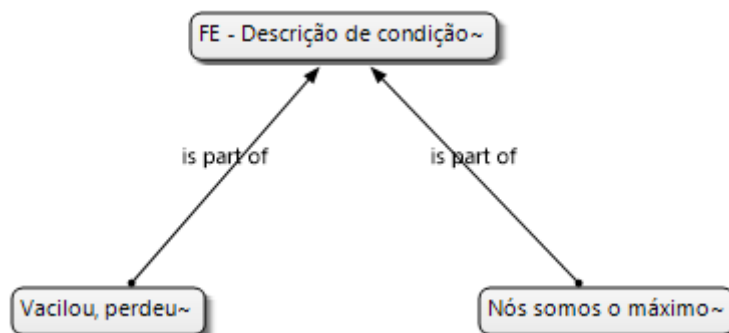 FE - Descrição de condição~
is part of
is part of
Vacilou, perdeu~
Nós somos o máximo~